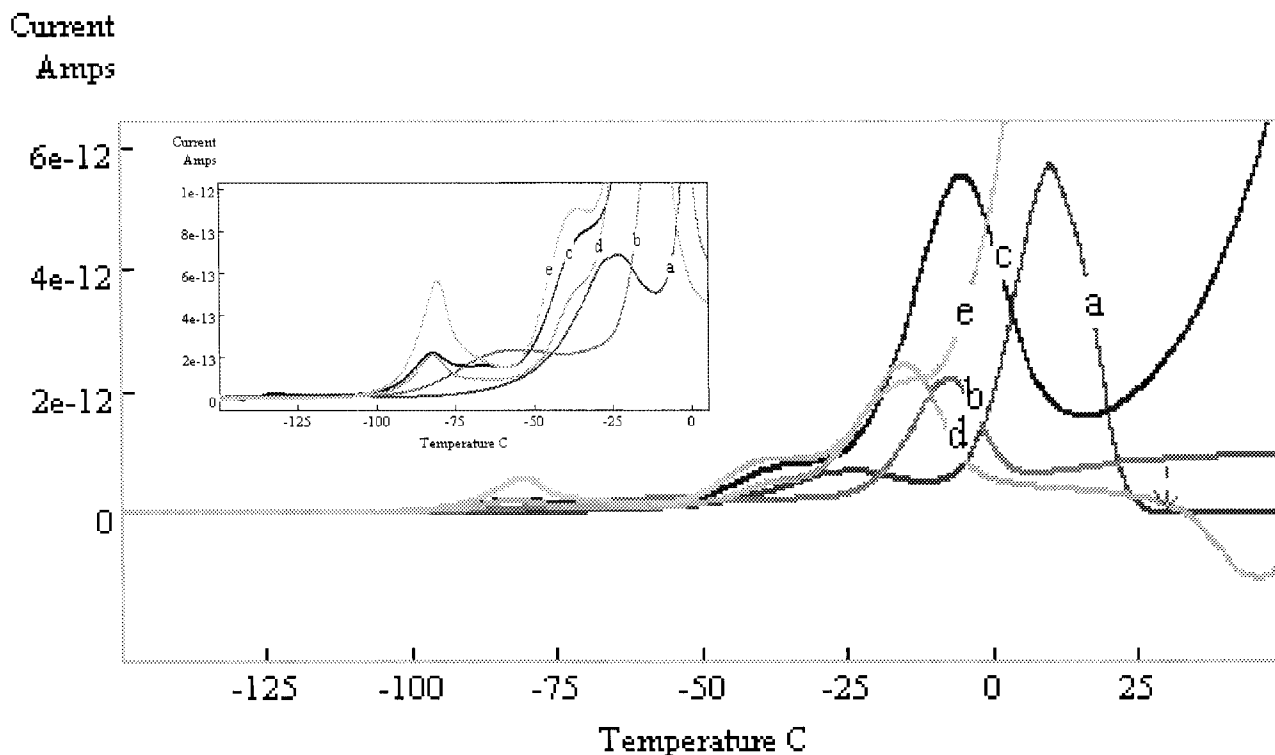 Current
Amps
6e-12
4e-12
2e-12
0
Current
Amps
1e-12
8e-13
6e-13
4e-13
2e-13
0
e
c
d
b
a
-125
-100
-75
-50
-25
0
Temperature C
c
a
e
b
d
-125
-100
-75
-50
-25
0
25
Temperature C